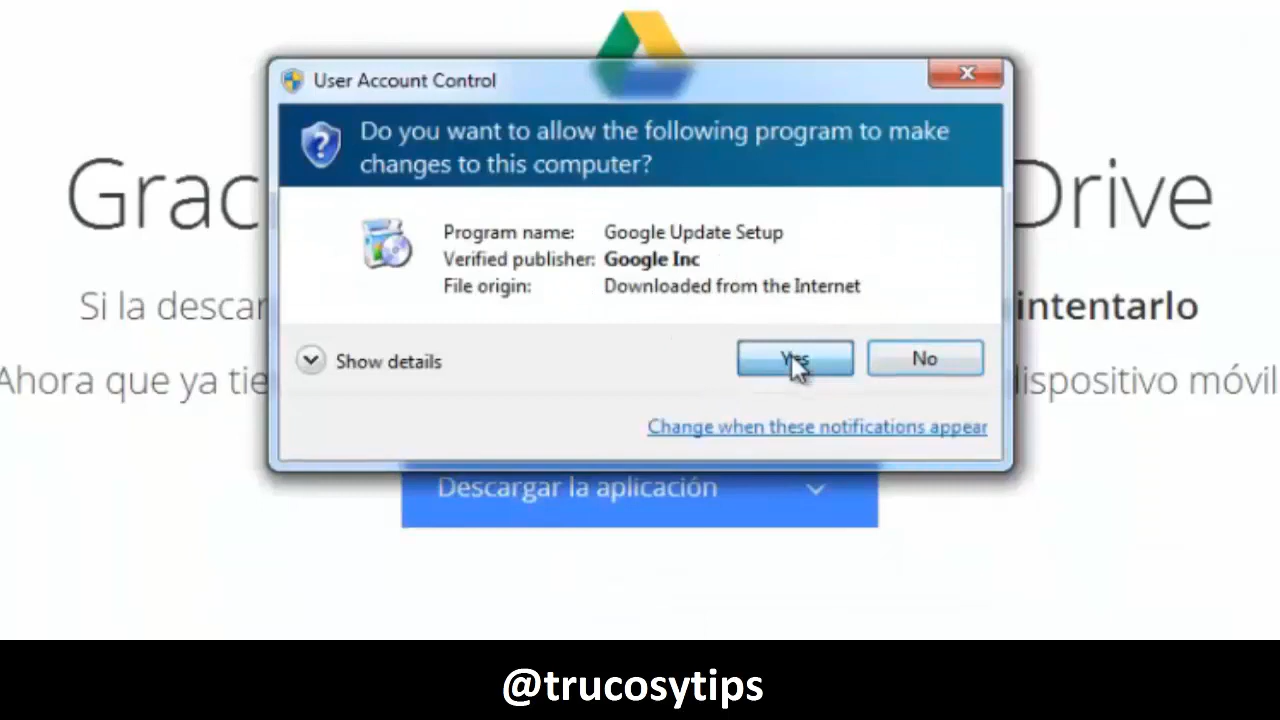 User Account Control
Do you want to allow the following program to make
changes to this computer?
Grac
Drive
Program name: Google Update Setup
Verified publisher: Google Inc
File origin: Downloaded from the Internet
Si la descar
intentarlo
Show details
Yes
No
Ahora que ya tie
dispositivo móvil
Change when these notifications appear
Descargar la aplicación
@trucosytips